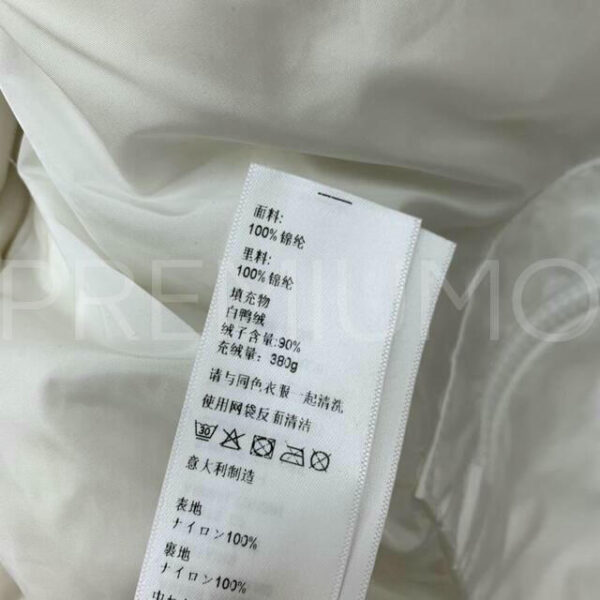 面料:
100%锦纶
里料:
100%锦纶
填充物
白鸭绒
绒子含量:90%
充绒量: 380g
请与同色衣服一起清洗
使用网袋反面清洁
30
意大利制造
表地
ナイロン100%
裏地
ナイロン100%
PREMIUMO